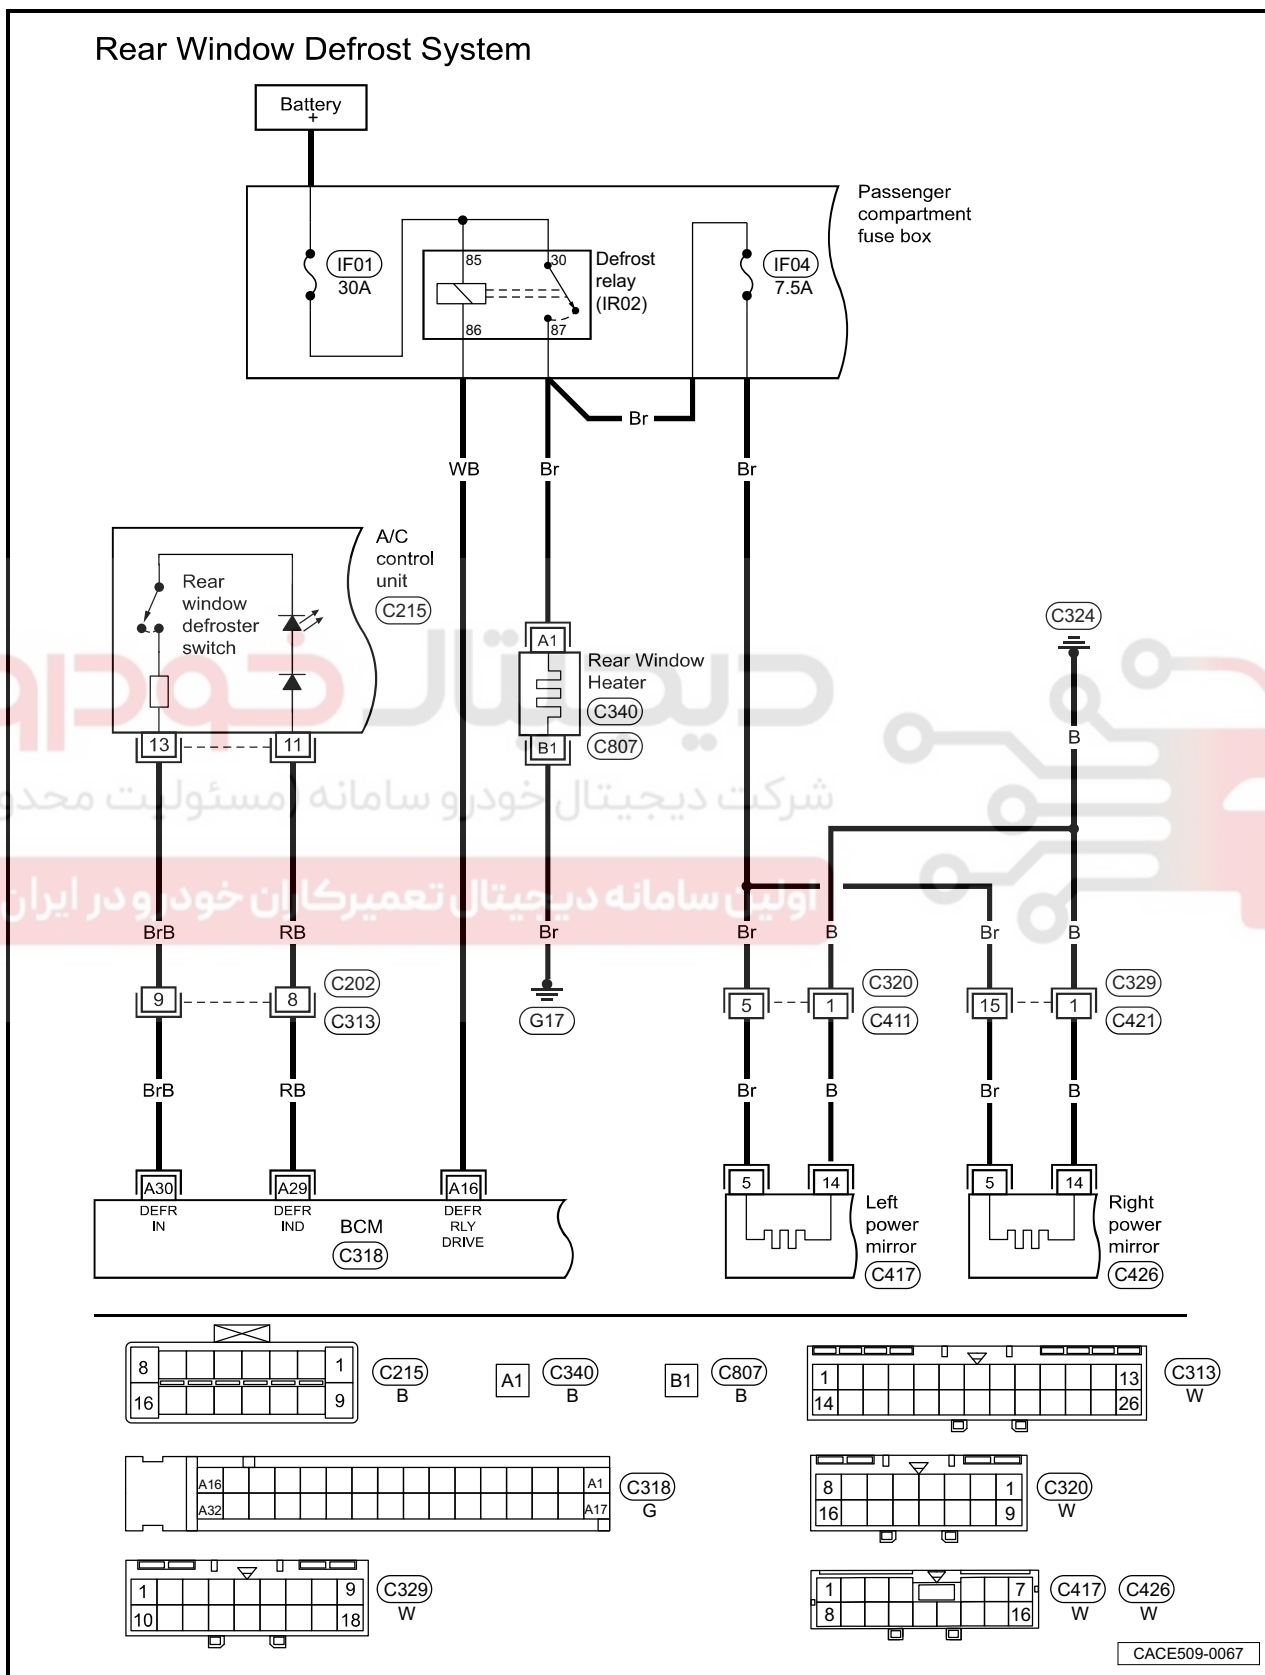 Rear Window Defrost System
Battery
+
Passenger
compartment
fuse box
IF01
30A
85
30
86
87
Defrost
relay
(IR02)
IF04
7.5A
Br
WB
Br
Br
A/C
control
unit
C215
Rear
window
defroster
switch
13
11
A1
Rear Window
Heater
C340
B1
C807
C324
B
دیجیتال خودرو
شرکت دیجیتال خودرو سامانه (مسئولیت محدو
اولین سامانه دیجیتال تعمیرکاران خودرو در ایران
BrB
RB
Br
Br
B
Br
B
9
8
C202
C313
G17
5
1
C320
C411
15
1
C329
C421
BrB
RB
Br
B
Br
B
A30
A29
A16
DEFR
IN
DEFR
IND
DEFR
RLY
DRIVE
BCM
C318
5
14
Left
power
mirror
C417
5
14
Right
power
mirror
C426
8
1
16
9
C215
B
A1
C340
B
B1
C807
B
1
13
14
26
C313
W
A16
A1
A32
A17
C318
G
8
1
16
9
C320
W
1
9
10
18
C329
W
1
7
8
16
C417
W
C426
W
CACE509-0067